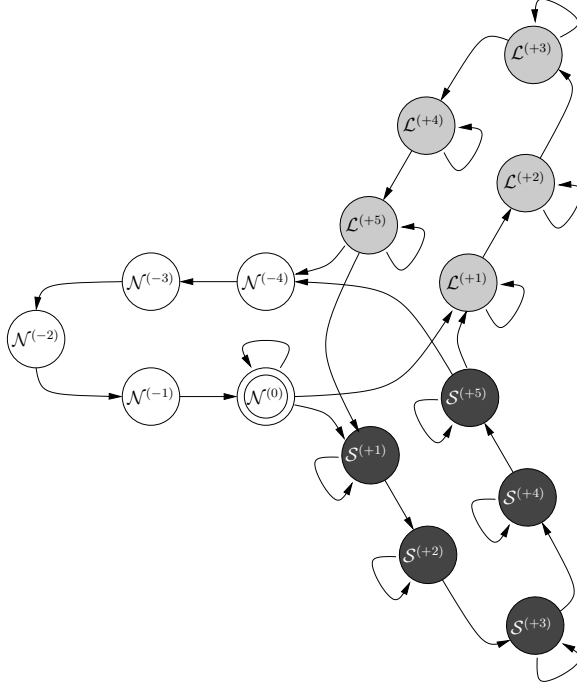 𝓛^(+3)
𝓛^(+4)
𝓛^(+2)
𝓛^(+5)
𝓝^(−3) 𝓝^(−4) 𝓛^(+1)
𝓝^(−2)
𝓝^(−1) 𝓝^(0) 𝓢^(+5)
𝓢^(+1)
𝓢^(+4)
𝓢^(+2)
𝓢^(+3)